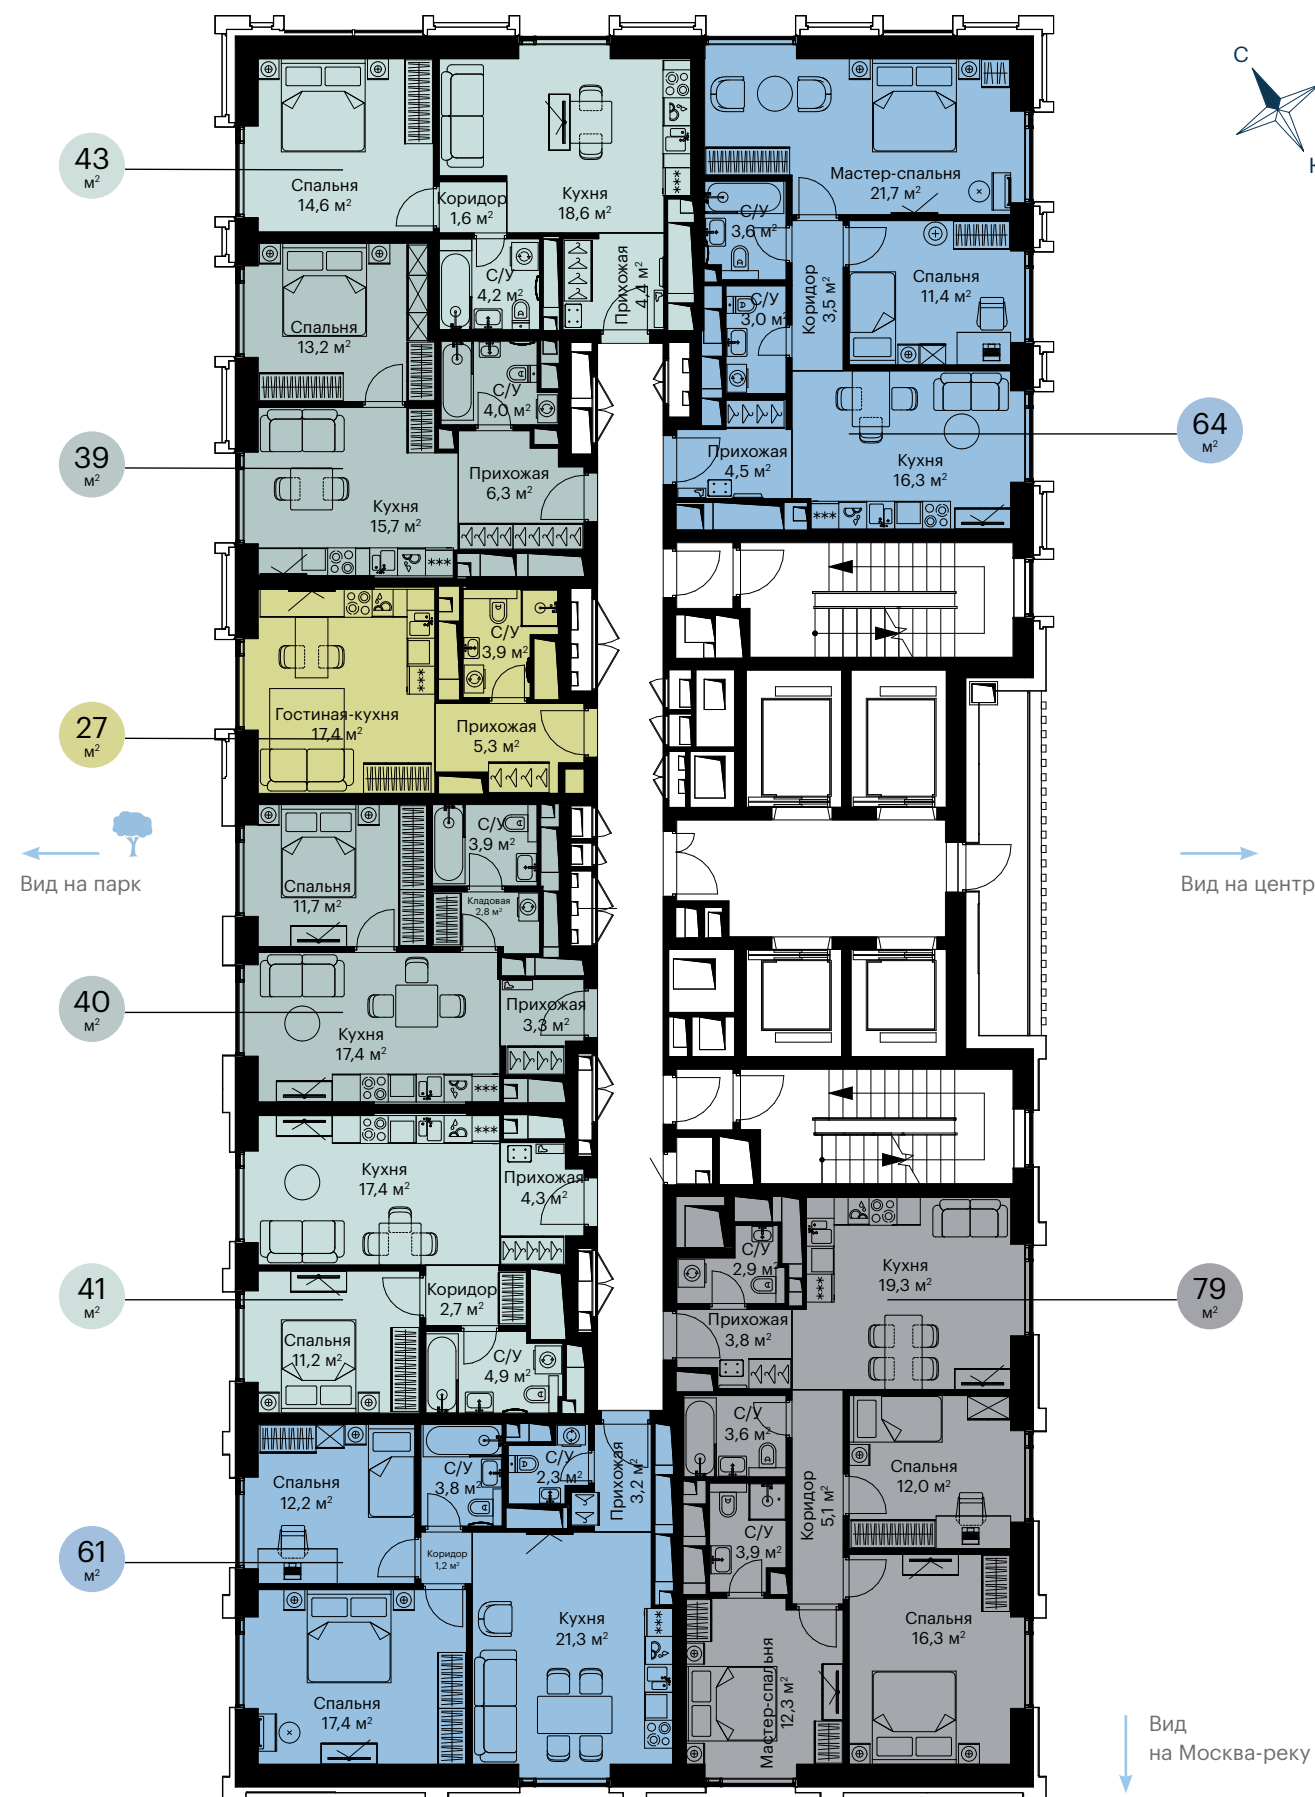 С
43
м²
Спальня
14,6 м²
Коридор
1,6 м²
Кухня
18,6 м²
С/У
4,2 м²
Прихожая
4,4 м²
Мастер-спальня
21,7 м²
С/У
3,6 м²
С/У
3,0 м²
Коридор
3,5 м²
Спальня
11,4 м²
Прихожая
4,5 м²
Кухня
16,3 м²
64
м²
Спальня
13,2 м²
С/У
4,0 м²
39
м²
Кухня
15,7 м²
Прихожая
6,3 м²
***
***
***
27
м²
Гостиная-кухня
17,4 м²
С/У
3,9 м²
Прихожая
5,3 м²
***
Вид на парк
Вид на центр
Спальня
11,7 м²
С/У
3,9 м²
Кладовая
2,8 м²
40
м²
Кухня
17,4 м²
Прихожая
3,3 м²
***
***
Кухня
17,4 м²
Прихожая
4,3 м²
41
м²
Коридор
2,7 м²
Спальня
11,2 м²
С/У
4,9 м²
С/У
2,9 м²
Кухня
19,3 м²
***
Прихожая
3,8 м²
79
м²
С/У
3,6 м²
Спальня
12,0 м²
Коридор
5,1 м²
С/У
3,9 м²
Мастер-спальня
12,3 м²
Спальня
16,3 м²
61
м²
Спальня
12,2 м²
С/У
3,8 м²
С/У
2,3 м²
Прихожая
3,2 м²
Коридор
1,2 м²
Кухня
21,3 м²
***
Спальня
17,4 м²
Вид
на Москва-реку